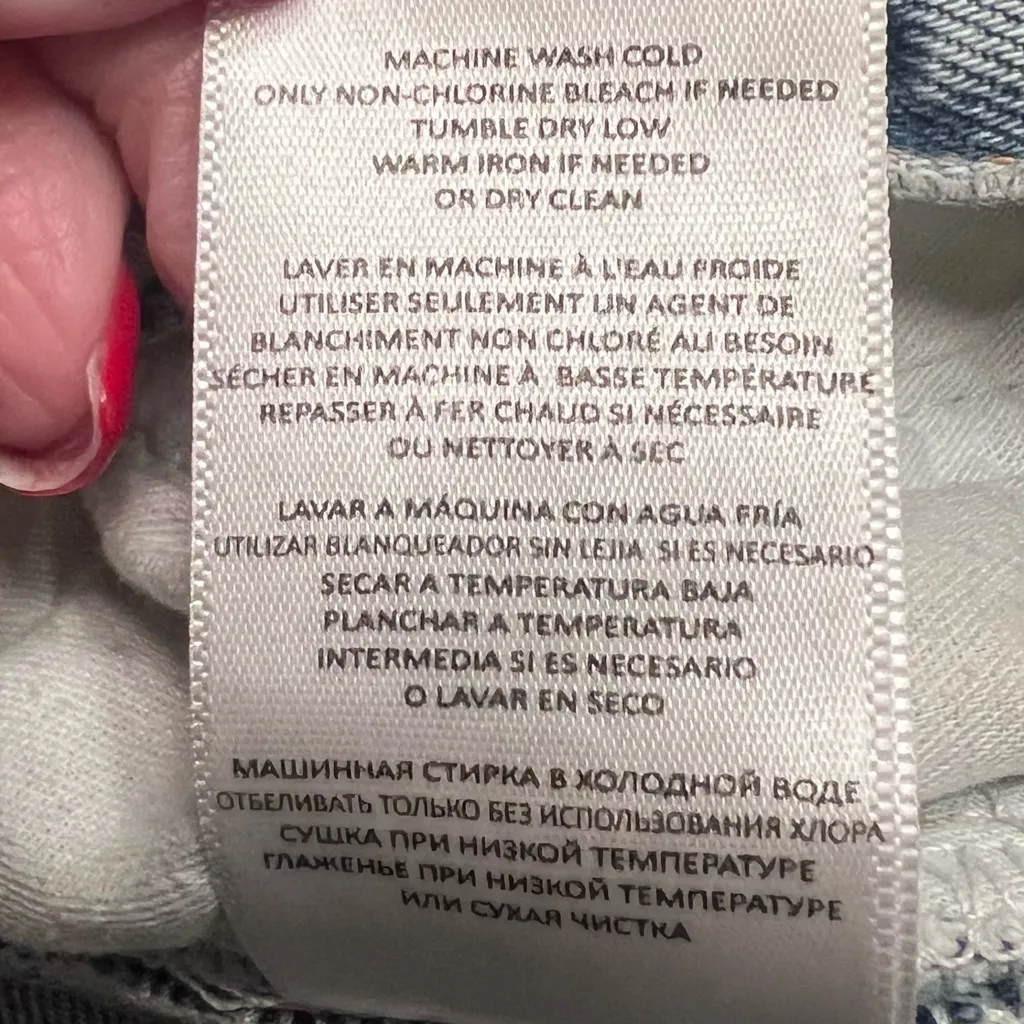 MACHINE WASH COLD
ONLY NON-CHLORINE BLEACH IF NEEDED
TUMBLE DRY LOW
WARM IRON IF NEEDED
OR DRY CLEAN
LAVER EN MACHINE À L'EAU FROIDE
UTILISER SEULEMENT UN AGENT DE
BLANCHIMENT NON CHLORÉ AU BESOIN
SÉCHER EN MACHINE À BASSE TEMPÉRATURE
REPASSER À FER CHAUD SI NÉCESSAIRE
OU NETTOYER À SEC
LAVAR A MÁQUINA CON AGUA FRÍA
UTILIZAR BLANQUEADOR SIN LEJIA SI ES NECESARIO
SECAR A TEMPERATURA BAJA
PLANCHAR A TEMPERATURA
INTERMEDIA SI ES NECESARIO
O LAVAR EN SECO
МАШИННАЯ СТИРКА В ХОЛОДНОЙ ВОДЕ
ОТБЕЛИВАТЬ ТОЛЬКО БЕЗ ИСПОЛЬЗОВАНИЯ ХЛОРА
СУШКА ПРИ НИЗКОЙ ТЕМПЕРАТУРЕ
ГЛАЖЕНЬЕ ПРИ НИЗКОЙ ТЕМПЕРАТУРЕ
ИЛИ СУХАЯ ЧИСТКА